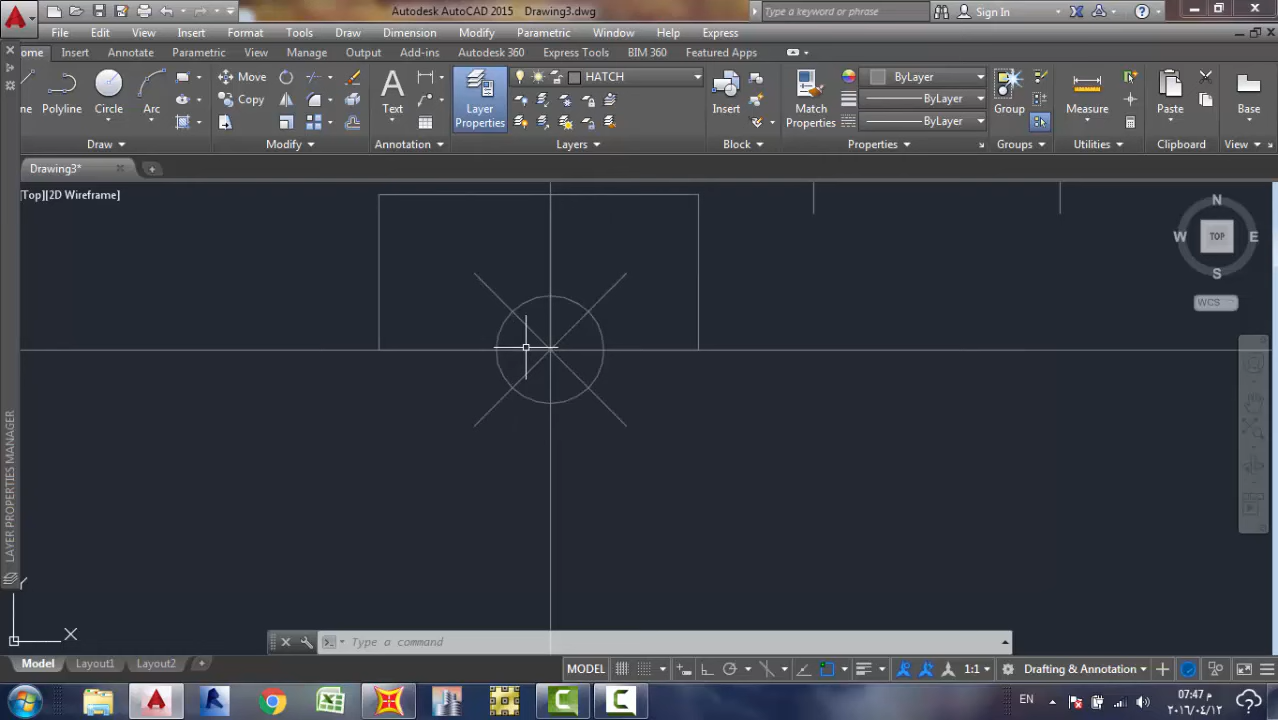 Autodesk AutoCAD 2015 Drawing3.dwg
Type a keyword or phrase
Sign In
File Edit View Insert Format Tools Draw Dimension Modify Parametric Window Help Express
ome Insert Annotate Parametric View Manage Output Add-ins Autodesk 360 Express Tools BIM 360 Featured Apps
ne Polyline Circle Arc
Move
Copy
Text
Layer
Properties
HATCH
Insert
Match
Properties
ByLayer
ByLayer
ByLayer
Group
Measure
Paste
Base
Draw Modify Annotation Layers Block Properties Groups Utilities Clipboard View
Drawing3*
Top][2D Wireframe]
N
W TOP E
S
WCS
LAYER PROPERTIES MANAGER
Y
X
Type a command
Model Layout1 Layout2
MODEL
1:1
Drafting & Annotation
EN
07:47 م
٢٠١٦/٠٤/١٢